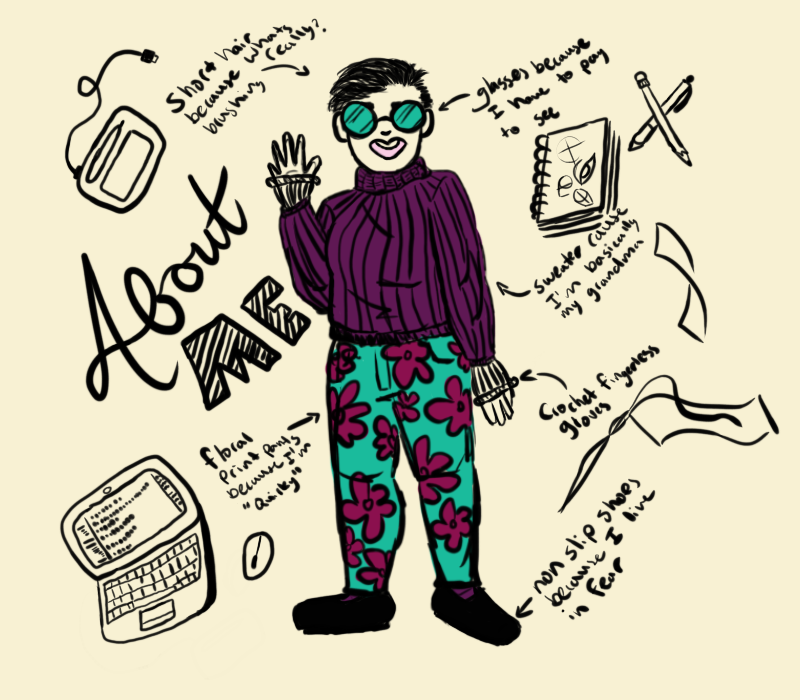 Short hair
because whats
brushing really?
glasses because
I have to pay
to see
About
ME
sweater cause
I'm basically
my grandma
Crochet fingerless
gloves
floral
print pants
because I'm
"Quirky"
non slip shoes
because I live
in fear